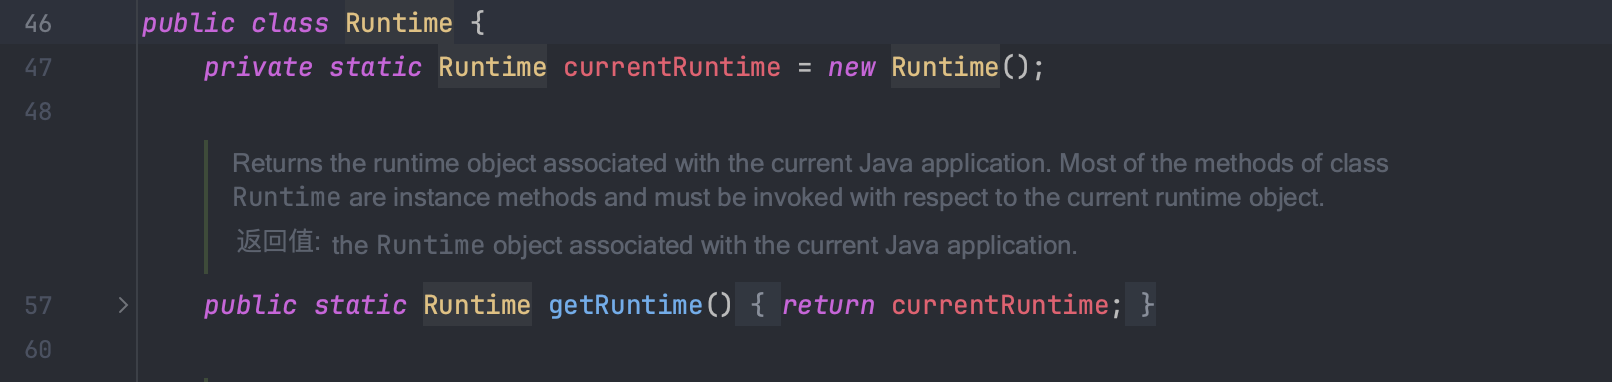 46 public class Runtime {
47 private static Runtime currentRuntime = new Runtime();
48
Returns the runtime object associated with the current Java application. Most of the methods of class
Runtime are instance methods and must be invoked with respect to the current runtime object.
返回值: the Runtime object associated with the current Java application.
57 public static Runtime getRuntime() { return currentRuntime; }
60